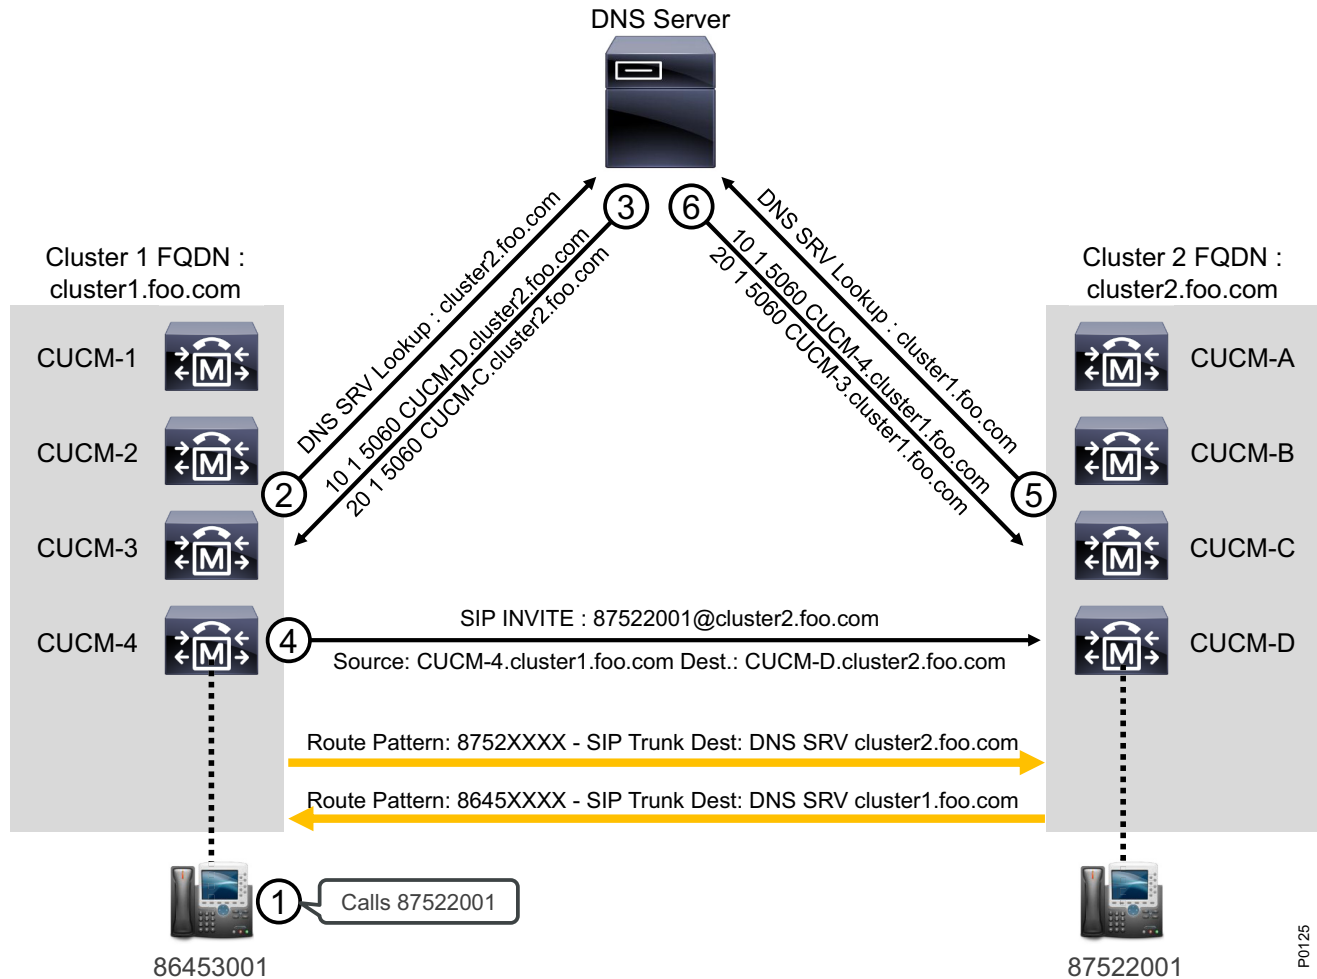 DNS Server
3
6
DNS SRV Lookup : cluster2.foo.com
10 1 5060 CUCM-D.cluster2.foo.com
20 1 5060 CUCM-C.cluster2.foo.com
DNS SRV Lookup : cluster1.foo.com
10 1 5060 CUCM-4.cluster1.foo.com
20 1 5060 CUCM-3.cluster1.foo.com
Cluster 1 FQDN :
cluster1.foo.com
Cluster 2 FQDN :
cluster2.foo.com
CUCM-1
M
M
CUCM-A
CUCM-2
M
M
CUCM-B
2
5
CUCM-3
M
M
CUCM-C
CUCM-4
M
4
SIP INVITE : 87522001@cluster2.foo.com
Source: CUCM-4.cluster1.foo.com Dest.: CUCM-D.cluster2.foo.com
M
CUCM-D
Route Pattern: 8752XXXX - SIP Trunk Dest: DNS SRV cluster2.foo.com
Route Pattern: 8645XXXX - SIP Trunk Dest: DNS SRV cluster1.foo.com
1
Calls 87522001
86453001
87522001
P0125